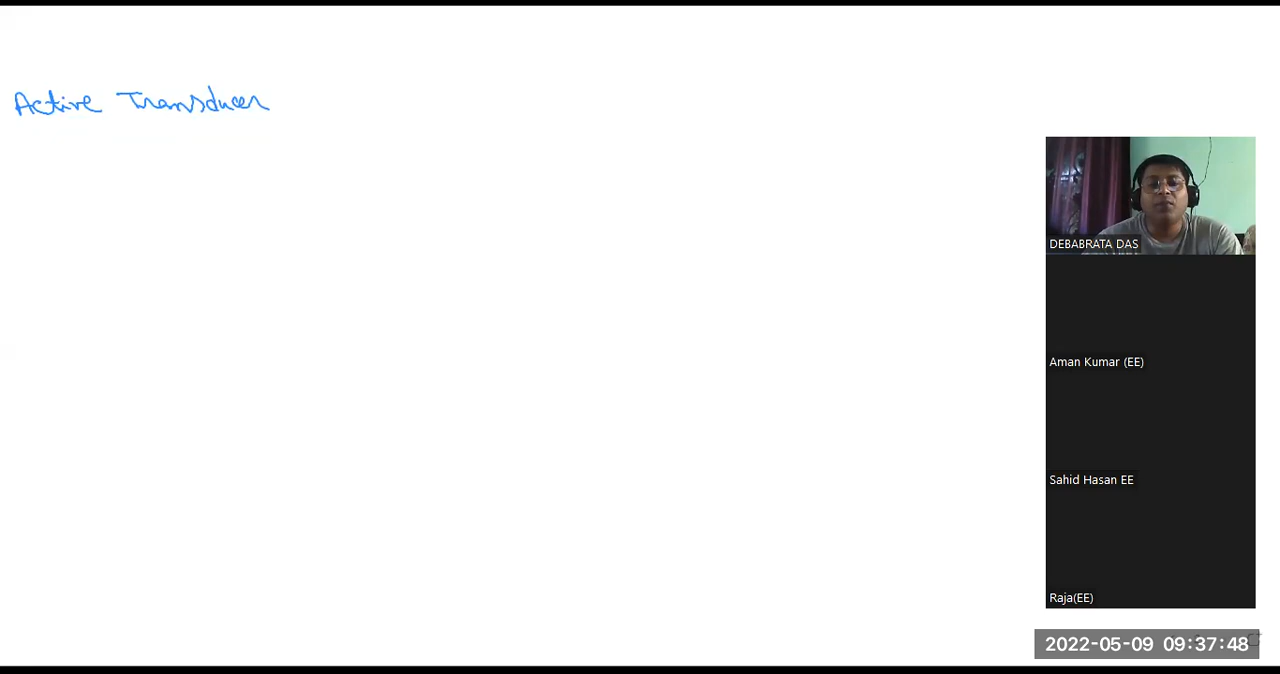 Active Transducer
DEBABRATA DAS
Aman Kumar (EE)
Sahid Hasan EE
Raja(EE)
2022-05-09 09:37:48